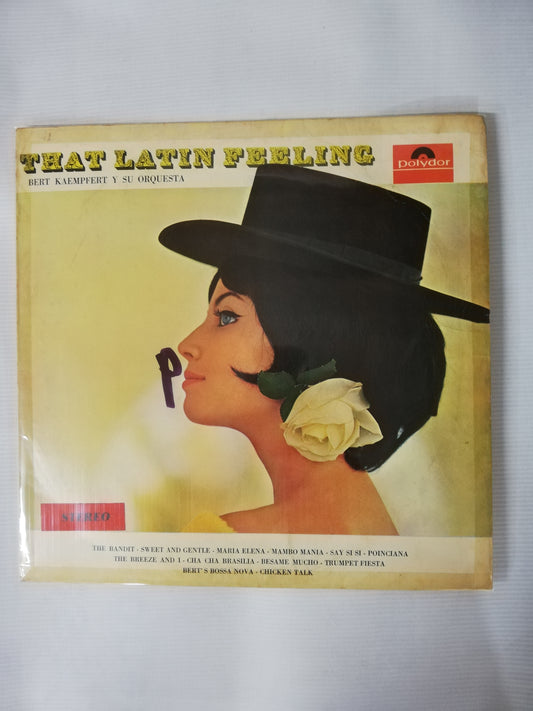 THAT LATIN FEELING
polydor
BERT KAEMPFERT Y SU ORQUESTA
P
STEREO
THE BANDIT - SWEET AND GENTLE - MARIA ELENA - MAMBO MANIA - SAY SI SI - POINCIANA
THE BREEZE AND I - CHA CHA BRASILIA - BESAME MUCHO - TRUMPET FIESTA
BERT'S BOSSA NOVA - CHICKEN TALK